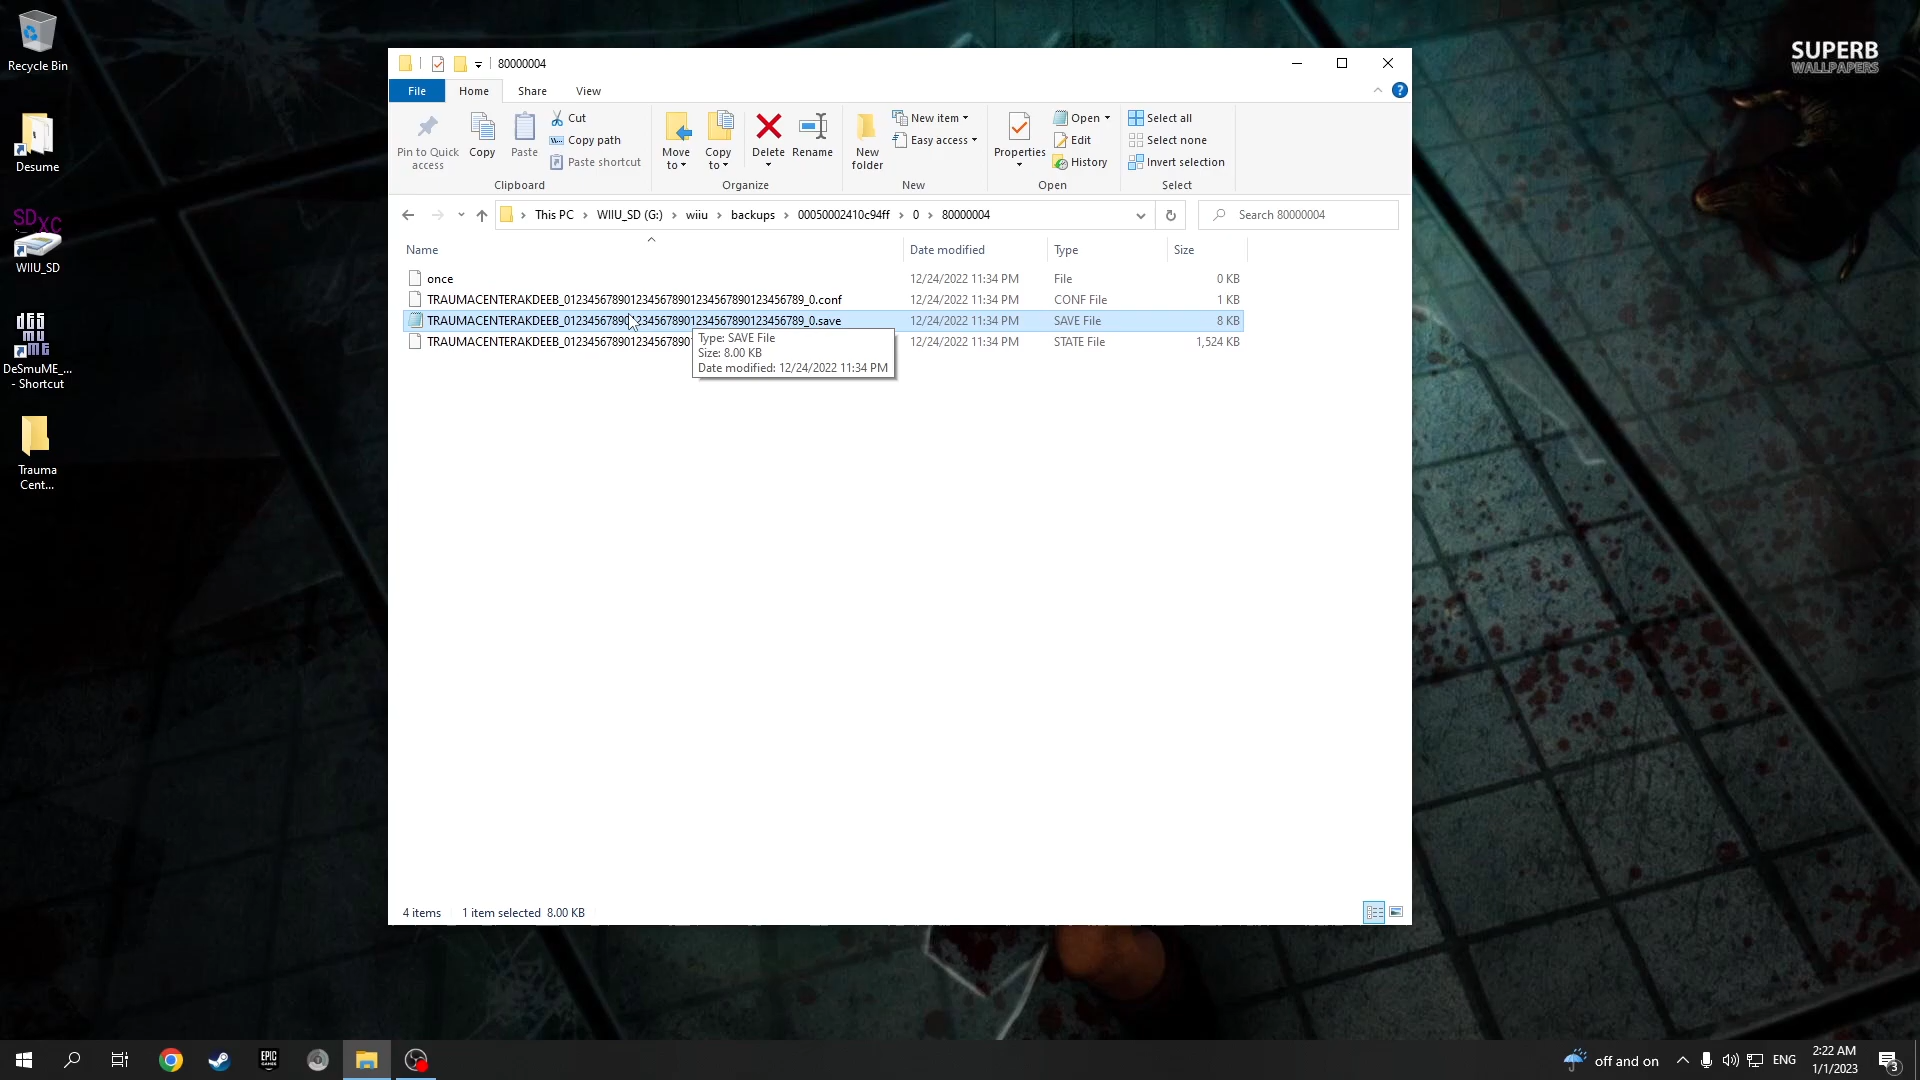 Recycle Bin
Desume
SDXC
WIIU_SD
DeSmuME_...
- Shortcut
Trauma
Cent...
SUPERB
WALLPAPERS
80000004
File
Home
Share
View
Pin to Quick
access
Copy
Paste
Cut
Copy path
Paste shortcut
Clipboard
Move
to
Copy
to
Delete
Rename
Organize
New
folder
New item
Easy access
New
Properties
Open
Edit
History
Open
Select all
Select none
Invert selection
Select
This PC > WIIU_SD (G:) > wiiu > backups > 00050002410c94ff > 0 > 80000004
Search 80000004
Name Date modified Type Size
once 12/24/2022 11:34 PM File 0 KB
TRAUMACENTERAKDEEB_0123456789012345678901234567890123456789_0.conf 12/24/2022 11:34 PM CONF File 1 KB
TRAUMACENTERAKDEEB_0123456789012345678901234567890123456789_0.save 12/24/2022 11:34 PM SAVE File 8 KB
TRAUMACENTERAKDEEB_01234567890123456789 12/24/2022 11:34 PM STATE File 1,524 KB
Type: SAVE File
Size: 8.00 KB
Date modified: 12/24/2022 11:34 PM
4 items 1 item selected 8.00 KB
EPIC
GAMES
off and on
ENG
2:22 AM
1/1/2023
3